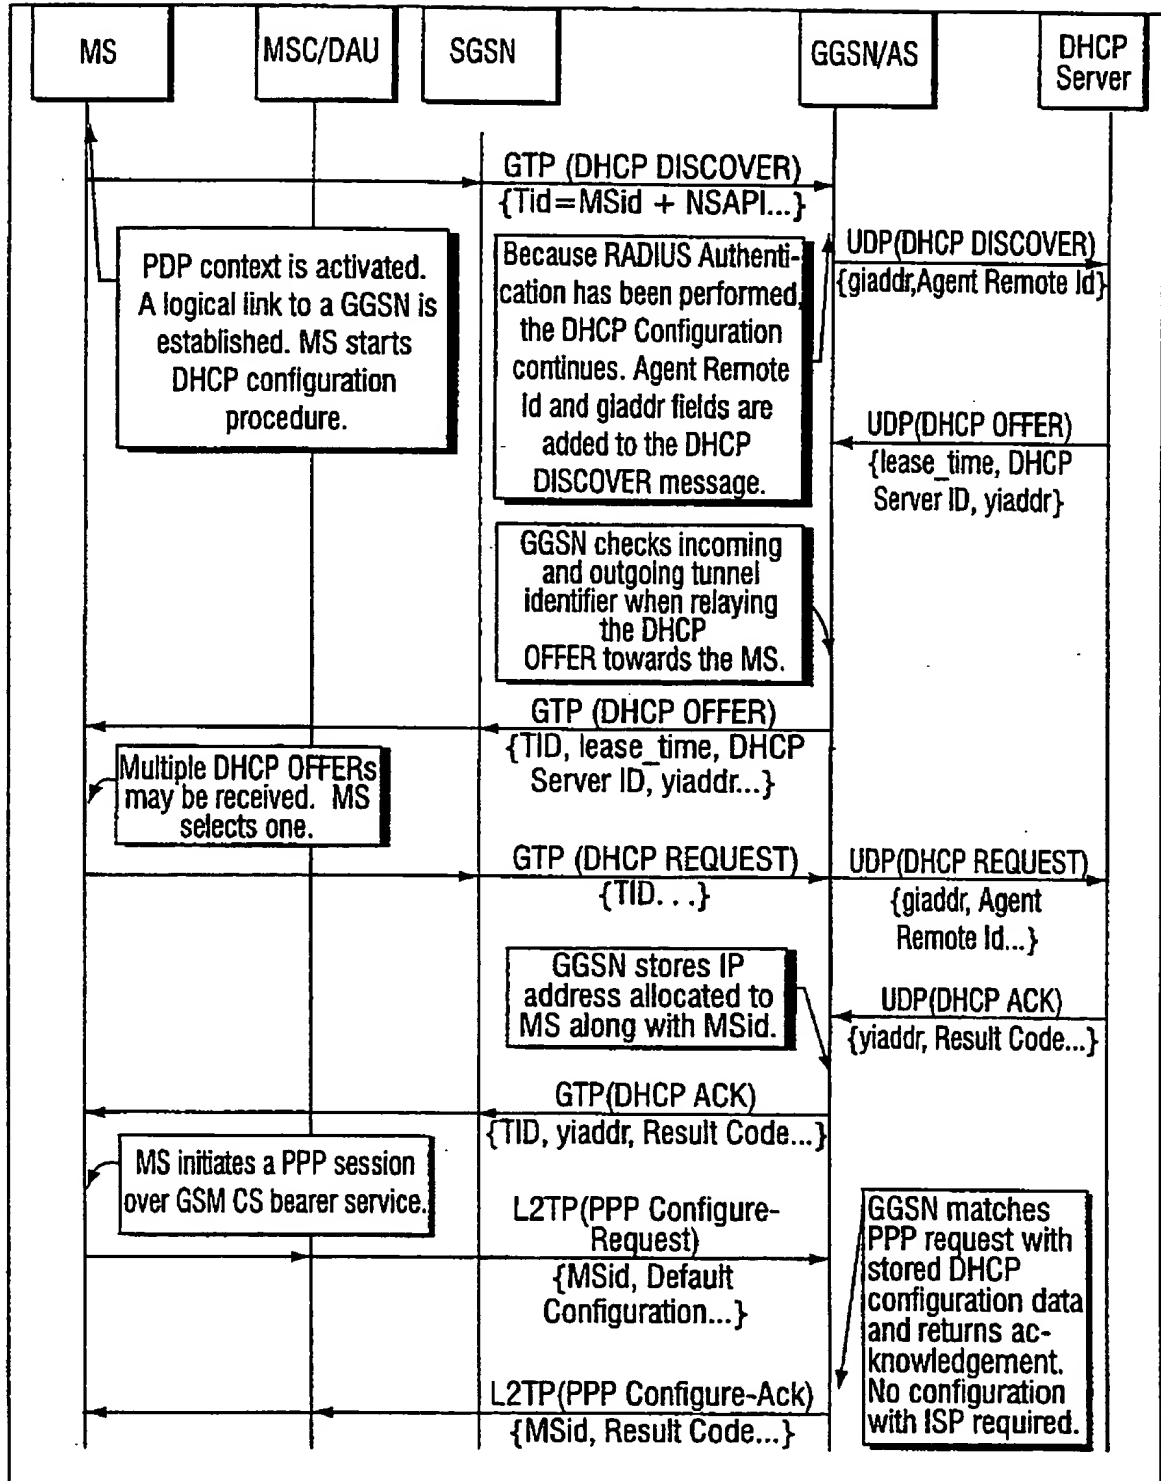 MS
MSC/DAU
SGSN
GGSN/AS
DHCP
Server
GTP (DHCP DISCOVER)
{Tid=MSid + NSAPI...}
PDP context is activated.
A logical link to a GGSN is
established. MS starts
DHCP configuration
procedure.
Because RADIUS Authenti-
cation has been performed,
the DHCP Configuration
continues. Agent Remote
Id and giaddr fields are
added to the DHCP
DISCOVER message.
UDP(DHCP DISCOVER)
{giaddr,Agent Remote Id}
UDP(DHCP OFFER)
{lease_time, DHCP
Server ID, yiaddr}
GGSN checks incoming
and outgoing tunnel
identifier when relaying
the DHCP
OFFER towards the MS.
GTP (DHCP OFFER)
{TID, lease_time, DHCP
Server ID, yiaddr...}
Multiple DHCP OFFERs
may be received. MS
selects one.
GTP (DHCP REQUEST)
{TID...}
UDP(DHCP REQUEST)
{giaddr, Agent
Remote Id...}
GGSN stores IP
address allocated to
MS along with MSid.
UDP(DHCP ACK)
{yiaddr, Result Code...}
GTP(DHCP ACK)
{TID, yiaddr, Result Code...}
MS initiates a PPP session
over GSM CS bearer service.
L2TP(PPP Configure-
Request)
{MSid, Default
Configuration...}
GGSN matches
PPP request with
stored DHCP
configuration data
and returns ac-
knowledgement.
No configuration
with ISP required.
L2TP(PPP Configure-Ack)
{MSid, Result Code...}